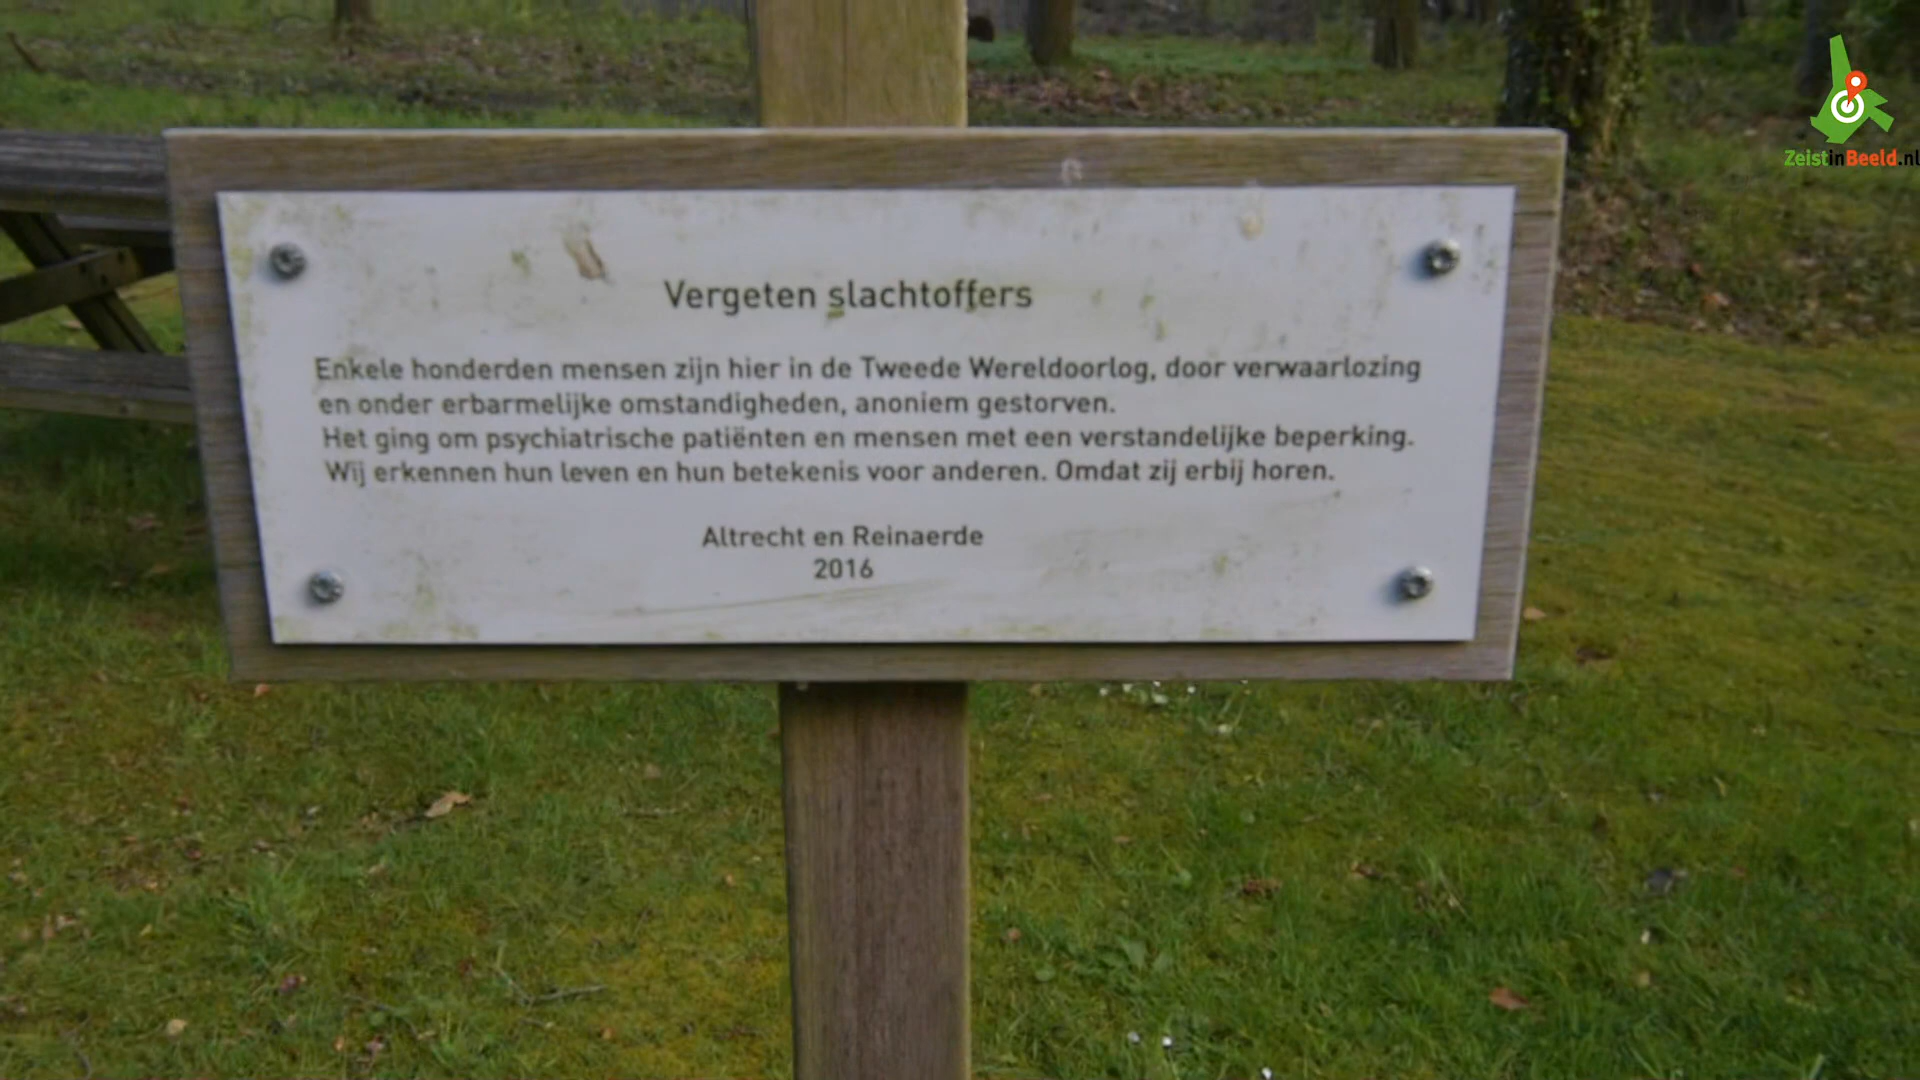 ZeistinBeeld.nl
Vergeten slachtoffers
Enkele honderden mensen zijn hier in de Tweede Wereldoorlog, door verwaarlozing
en onder erbarmelijke omstandigheden, anoniem gestorven.
Het ging om psychiatrische patiënten en mensen met een verstandelijke beperking.
Wij erkennen hun leven en hun betekenis voor anderen. Omdat zij erbij horen.
Altrecht en Reinaerde
2016